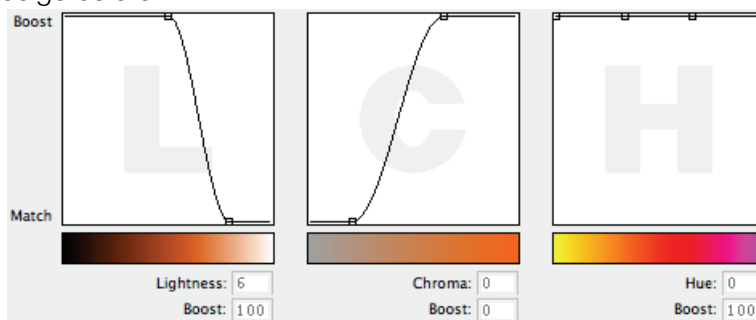 Boost
L C H
Match
Lightness: 6 Chroma: 0 Hue: 0
Boost: 100 Boost: 0 Boost: 100